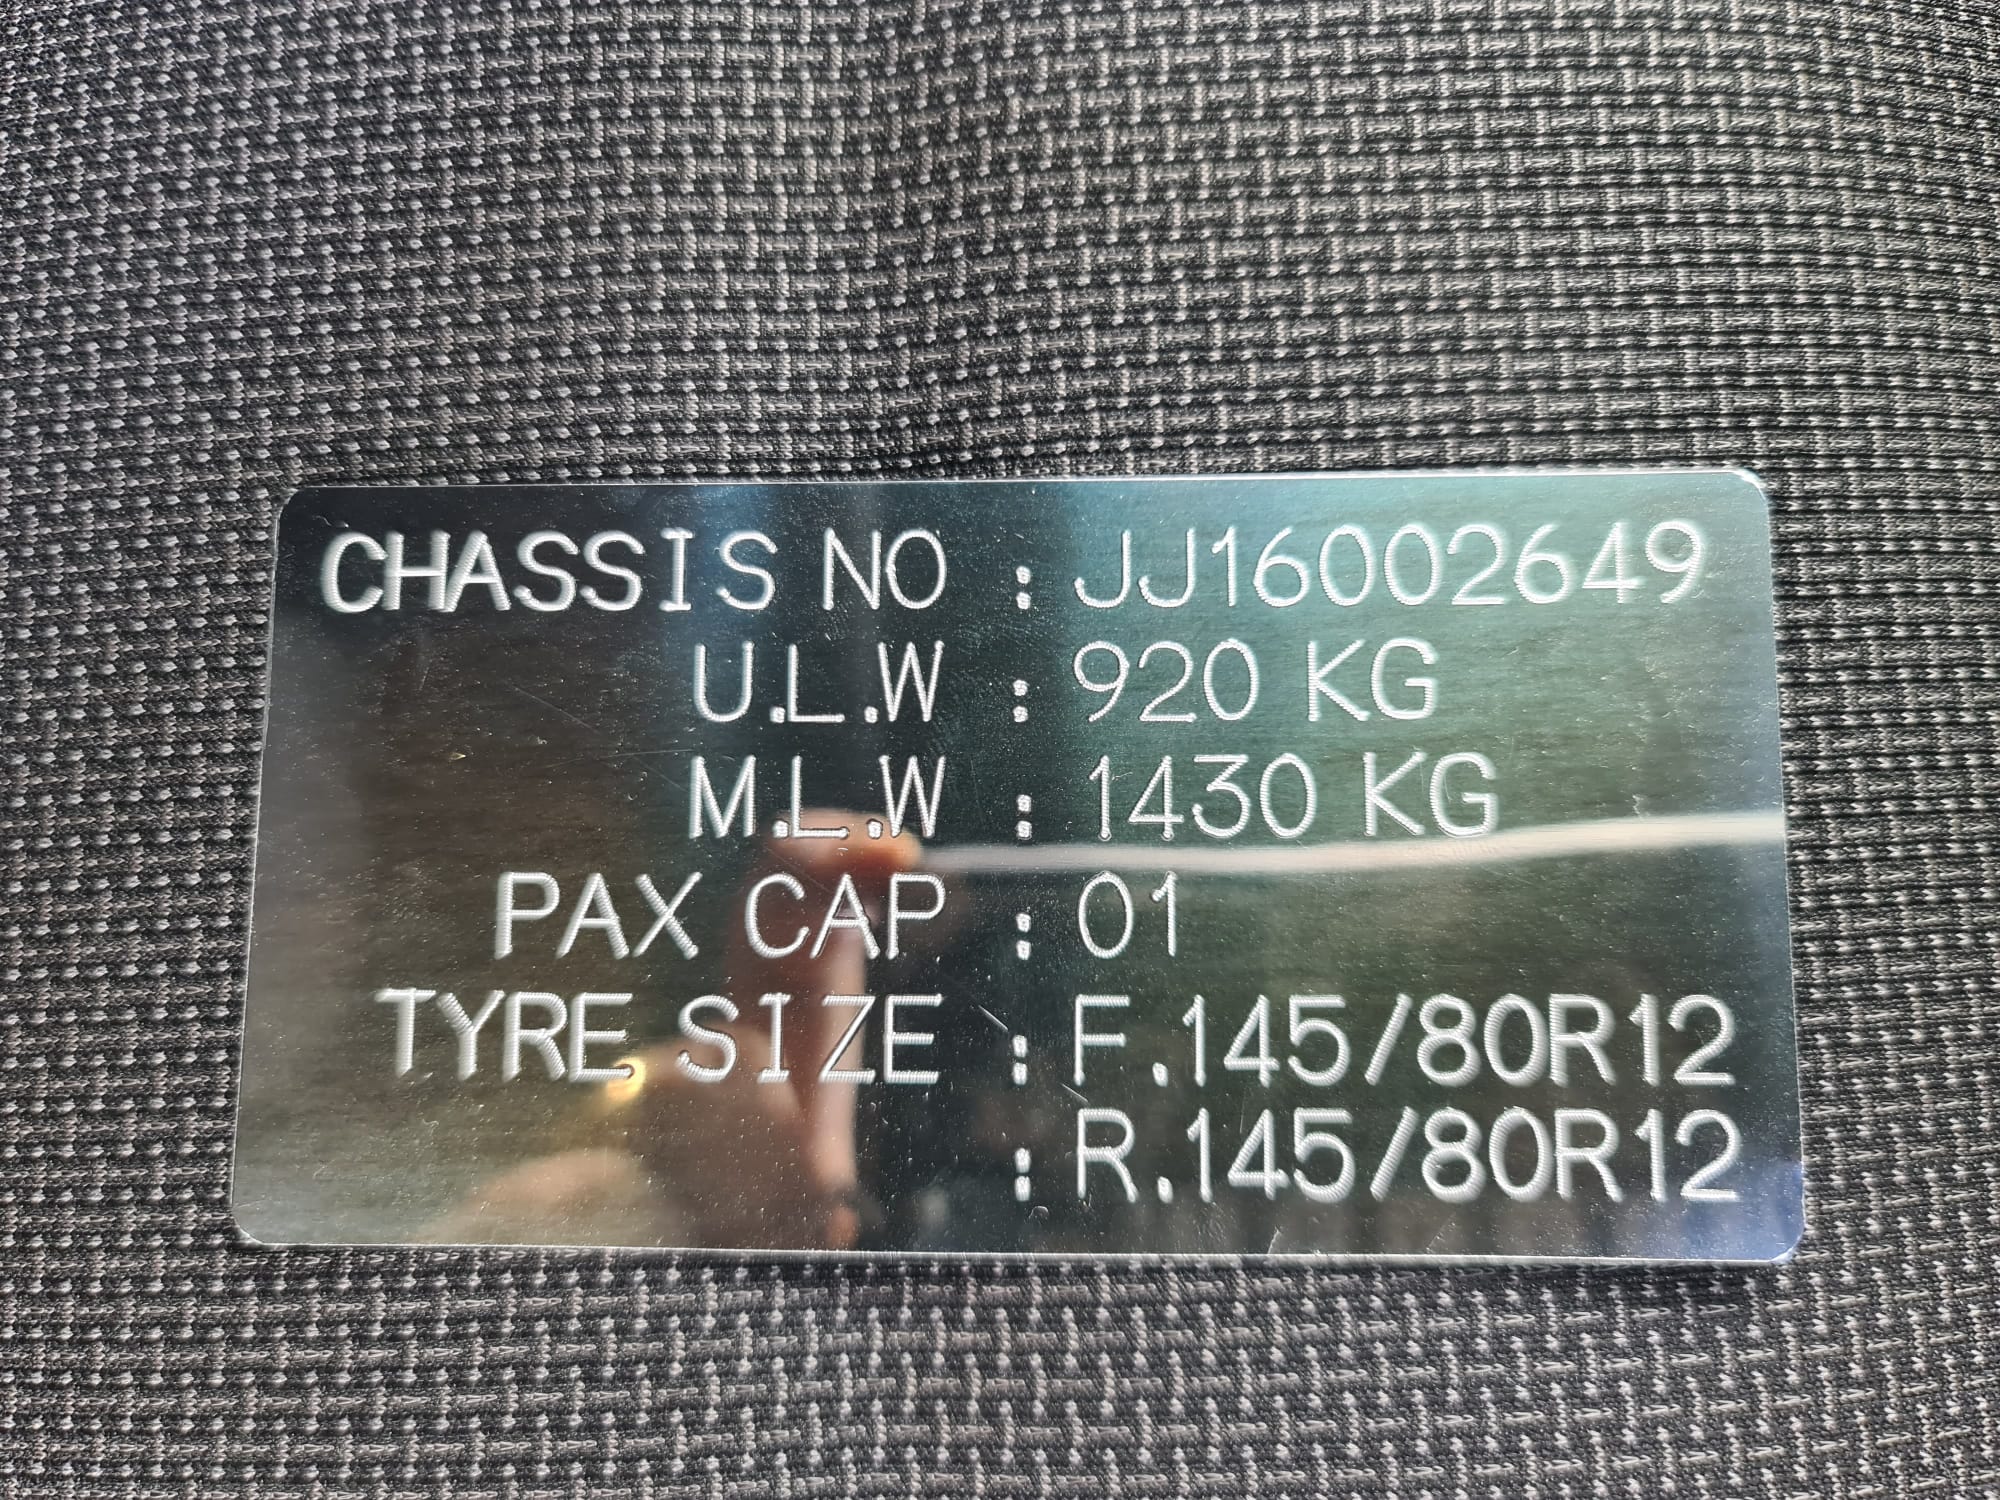 CHASSIS NO : JJ16002649
U.L.W : 920 KG
M.L.W : 1430 KG
PAX CAP : 01
TYRE SIZE : F.145/80R12
: R.145/80R12